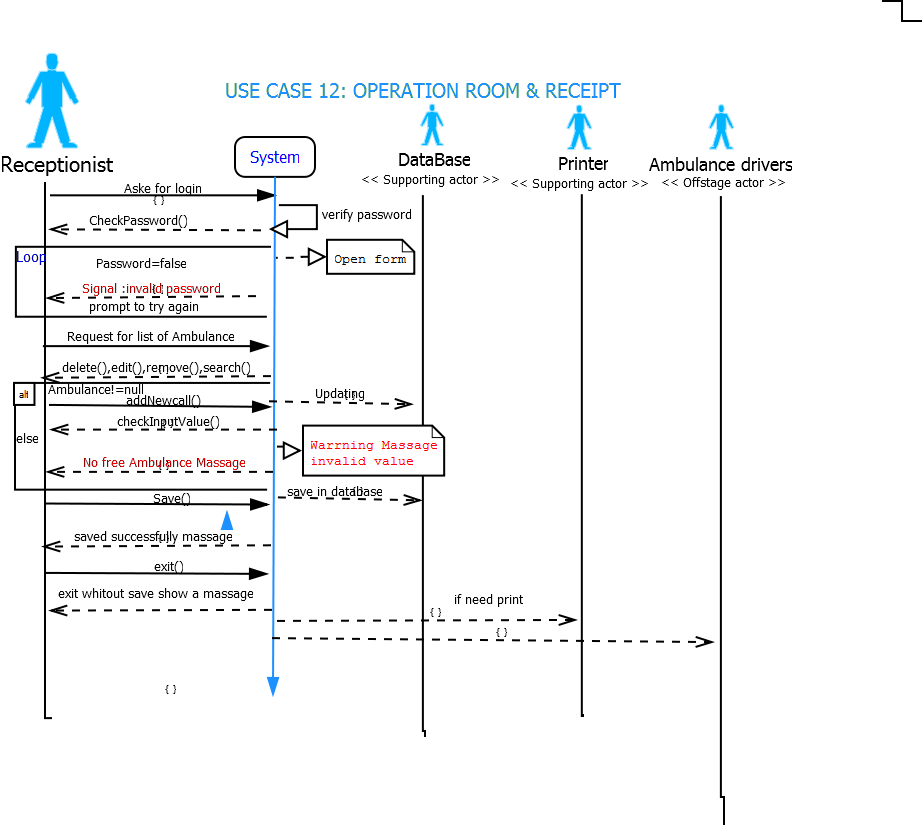 USE CASE 12: OPERATION ROOM & RECEIPT
Receptionist
System
DataBase
<< Supporting actor >>
Printer
<< Supporting actor >>
Ambulance drivers
<< Offstage actor >>
Aske for login
{ }
verify password
CheckPassword()
Loop
Password=false
Open form
Signal :invalid password
{ }
prompt to try again
Request for list of Ambulance
delete(),edit(),remove(),search()
{ }
alt
Ambulance!=null
addNewcall()
Updating
{ }
checkInputValue()
{ }
else
Warrning Massage
invalid value
No free Ambulance Massage
{ }
Save()
save in database
{ }
saved successfully massage
{ }
exit()
exit whitout save show a massage
if need print
{ }
{ }
{ }